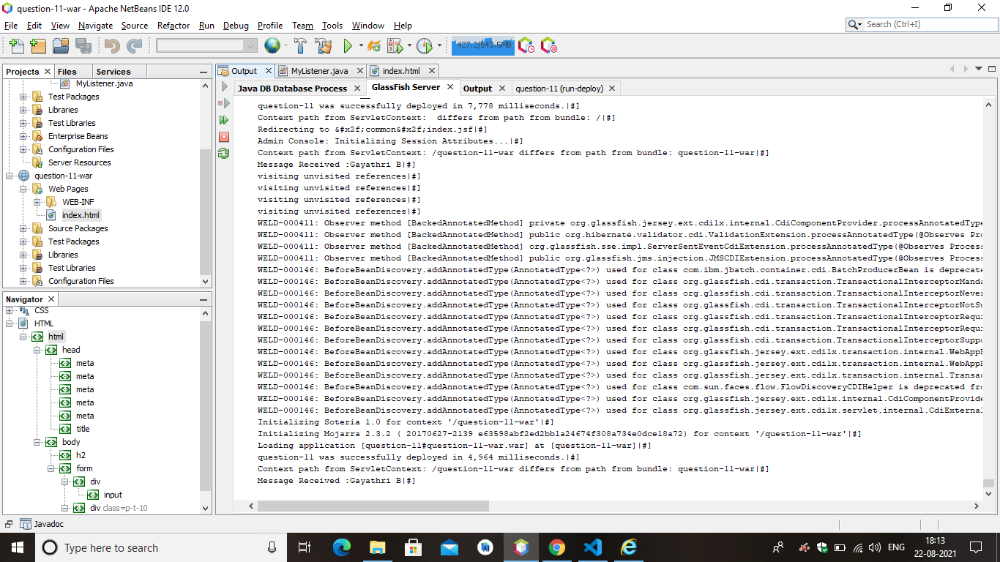 question-11-war - Apache NetBeans IDE 12.0
File Edit View Navigate Source Refactor Run Debug Profile Team Tools Window Help
Search (Ctrl+I)
427.2/543.5MB
Projects Files Services
MyListener.java
Test Packages
Libraries
Test Libraries
Enterprise Beans
Configuration Files
Server Resources
question-11-war
Web Pages
WEB-INF
index.html
Source Packages
Test Packages
Libraries
Test Libraries
Configuration Files
Navigator
CSS
HTML
html
head
meta
meta
meta
meta
meta
title
body
h2
form
div
input
div class=p-t-10
Output MyListener.java index.html
Java DB Database Process GlassFish Server Output question-11 (run-deploy)
question-11 was successfully deployed in 7,778 milliseconds.|#]
Context path from ServletContext:  differs from path from bundle: /|#]
Redirecting to &#x2f;common&#x2f;index.jsf|#]
Admin Console: Initializing Session Attributes...|#]
Context path from ServletContext: /question-11-war differs from path from bundle: question-11-war|#]
Message Received :Gayathri B|#]
visiting unvisited references|#]
visiting unvisited references|#]
visiting unvisited references|#]
visiting unvisited references|#]
WELD-000411: Observer method [BackedAnnotatedMethod] private org.glassfish.jersey.ext.cdi1x.internal.CdiComponentProvider.processAnnotatedType
WELD-000411: Observer method [BackedAnnotatedMethod] public org.hibernate.validator.cdi.ValidationExtension.processAnnotatedType(@Observes Pro
WELD-000411: Observer method [BackedAnnotatedMethod] org.glassfish.sse.impl.ServerSentEventCdiExtension.processAnnotatedType(@Observes Process
WELD-000411: Observer method [BackedAnnotatedMethod] public org.glassfish.jms.injection.JMSCDIExtension.processAnnotatedType(@Observes Process
WELD-000146: BeforeBeanDiscovery.addAnnotatedType(AnnotatedType<?>) used for class com.ibm.jbatch.container.cdi.BatchProducerBean is deprecate
WELD-000146: BeforeBeanDiscovery.addAnnotatedType(AnnotatedType<?>) used for class org.glassfish.cdi.transaction.TransactionalInterceptorManda
WELD-000146: BeforeBeanDiscovery.addAnnotatedType(AnnotatedType<?>) used for class org.glassfish.cdi.transaction.TransactionalInterceptorNever
WELD-000146: BeforeBeanDiscovery.addAnnotatedType(AnnotatedType<?>) used for class org.glassfish.cdi.transaction.TransactionalInterceptorNotSu
WELD-000146: BeforeBeanDiscovery.addAnnotatedType(AnnotatedType<?>) used for class org.glassfish.cdi.transaction.TransactionalInterceptorRequi
WELD-000146: BeforeBeanDiscovery.addAnnotatedType(AnnotatedType<?>) used for class org.glassfish.cdi.transaction.TransactionalInterceptorRequi
WELD-000146: BeforeBeanDiscovery.addAnnotatedType(AnnotatedType<?>) used for class org.glassfish.cdi.transaction.TransactionalInterceptorSuppo
WELD-000146: BeforeBeanDiscovery.addAnnotatedType(AnnotatedType<?>) used for class org.glassfish.jersey.ext.cdi1x.transaction.internal.WebAppE
WELD-000146: BeforeBeanDiscovery.addAnnotatedType(AnnotatedType<?>) used for class org.glassfish.jersey.ext.cdi1x.transaction.internal.WebAppE
WELD-000146: BeforeBeanDiscovery.addAnnotatedType(AnnotatedType<?>) used for class org.glassfish.jersey.ext.cdi1x.transaction.internal.Transac
WELD-000146: BeforeBeanDiscovery.addAnnotatedType(AnnotatedType<?>) used for class com.sun.faces.flow.FlowDiscoveryCDIHelper is deprecated fro
WELD-000146: BeforeBeanDiscovery.addAnnotatedType(AnnotatedType<?>) used for class org.glassfish.jersey.ext.cdi1x.internal.CdiComponentProvide
WELD-000146: BeforeBeanDiscovery.addAnnotatedType(AnnotatedType<?>) used for class org.glassfish.jersey.ext.cdi1x.servlet.internal.CdiExternal
Initializing Soteria 1.0 for context '/question-11-war'|#]
Initializing Mojarra 2.3.2 ( 20170627-2139 e63598abf2ed2bb1a24674f308a734e0dce18a72) for context '/question-11-war'|#]
Loading application [question-11#question-11-war.war] at [question-11-war]|#]
question-11 was successfully deployed in 4,964 milliseconds.|#]
Context path from ServletContext: /question-11-war differs from path from bundle: question-11-war|#]
Message Received :Gayathri B|#]
Javadoc
Type here to search
ENG
18:13
22-08-2021